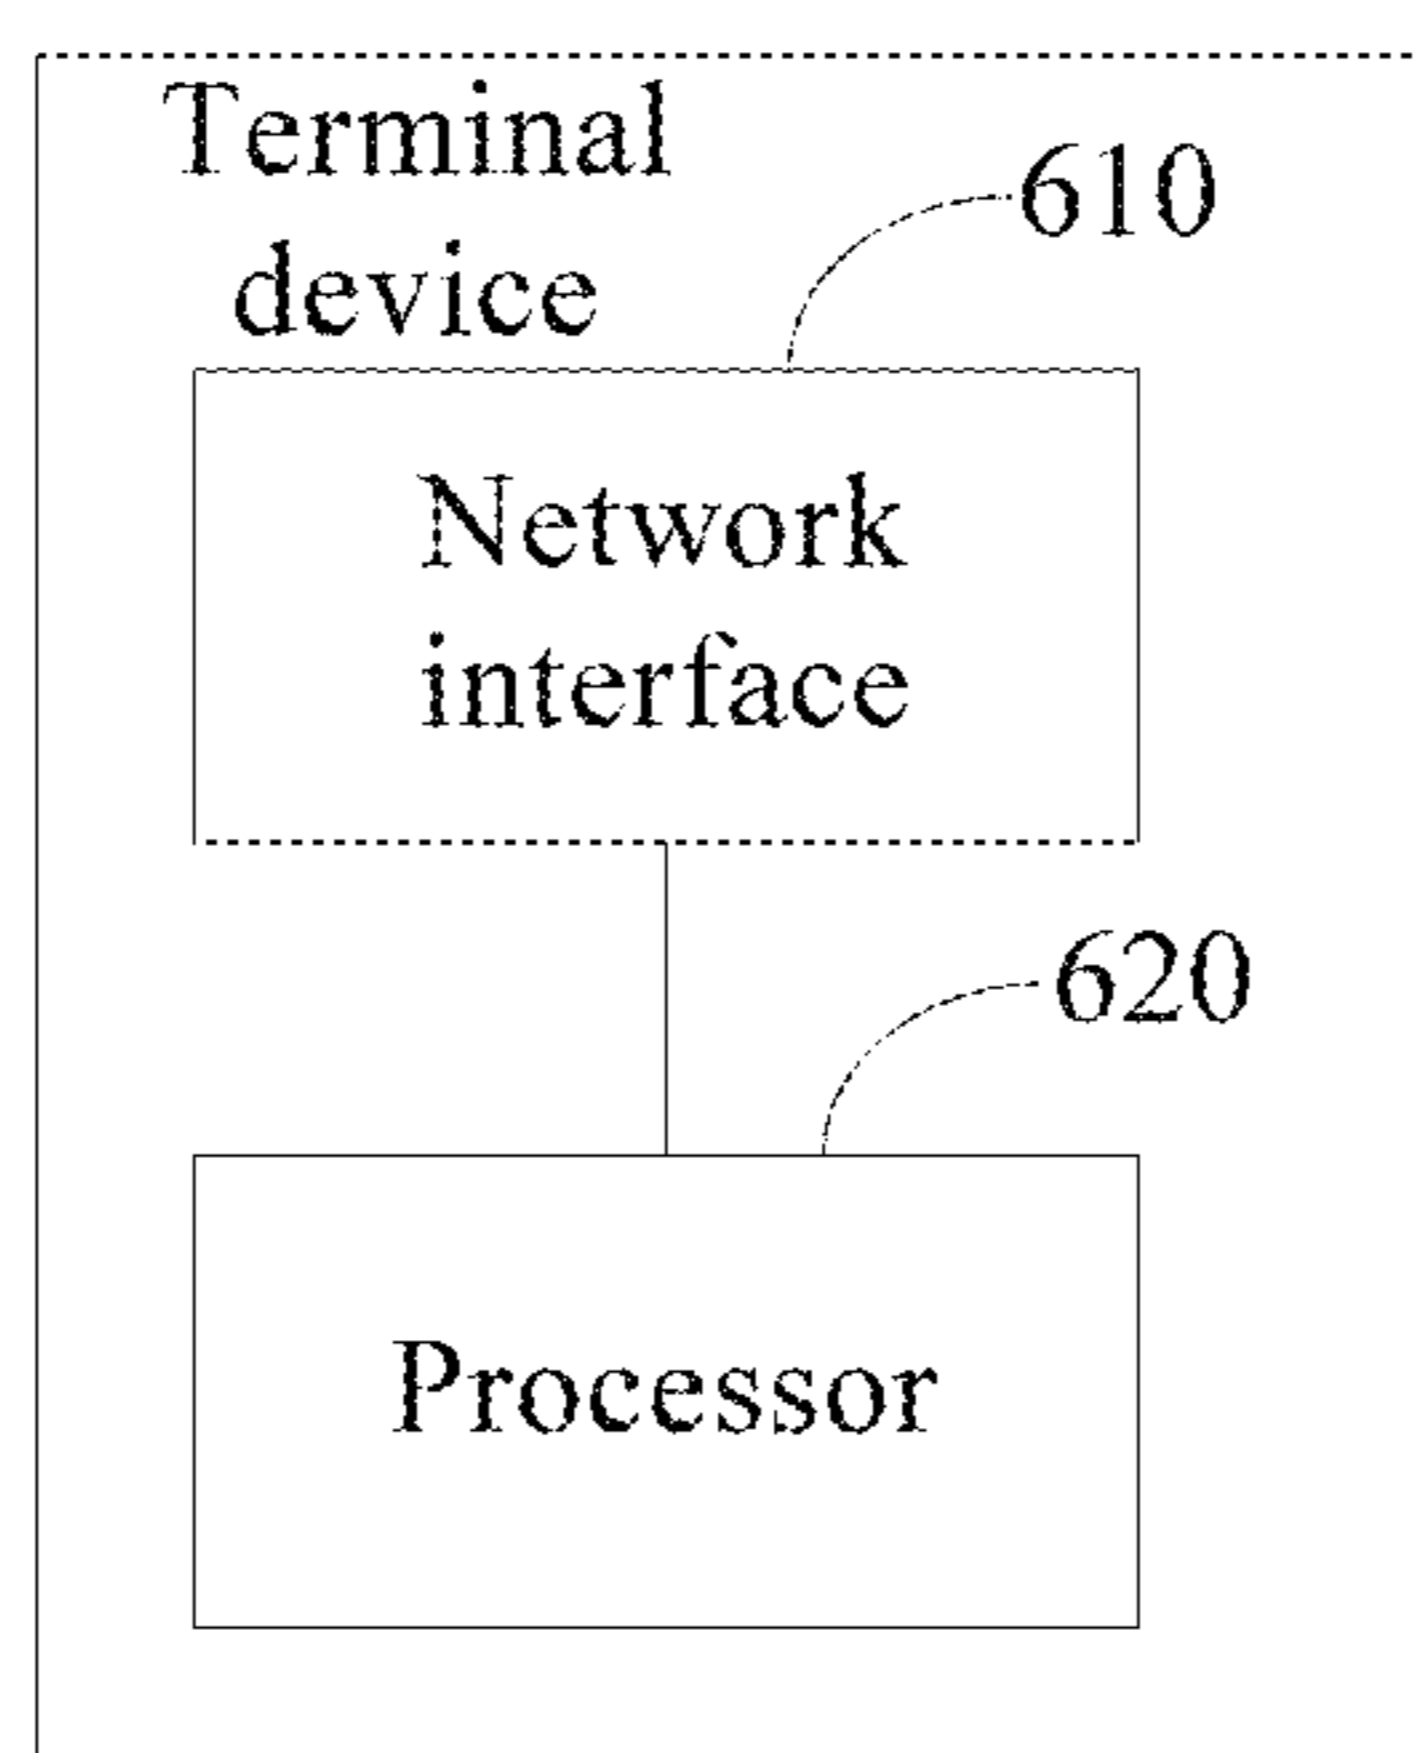 Terminal
device
610
Network
interface
620
Processor